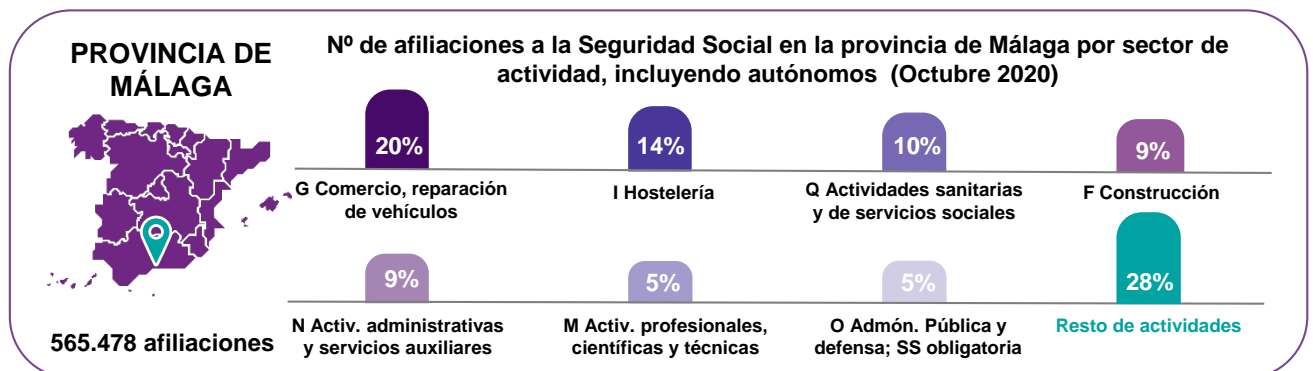 PROVINCIA DE
MÁLAGA
Nº de afiliaciones a la Seguridad Social en la provincia de Málaga por sector de
actividad, incluyendo autónomos (Octubre 2020)
20%
14%
10%
9%
G Comercio, reparación
de vehículos
I Hostelería
Q Actividades sanitarias
y de servicios sociales
F Construcción
9%
5%
5%
28%
N Activ. administrativas
y servicios auxiliares
M Activ. profesionales,
científicas y técnicas
O Admón. Pública y
defensa; SS obligatoria
Resto de actividades
565.478 afiliaciones